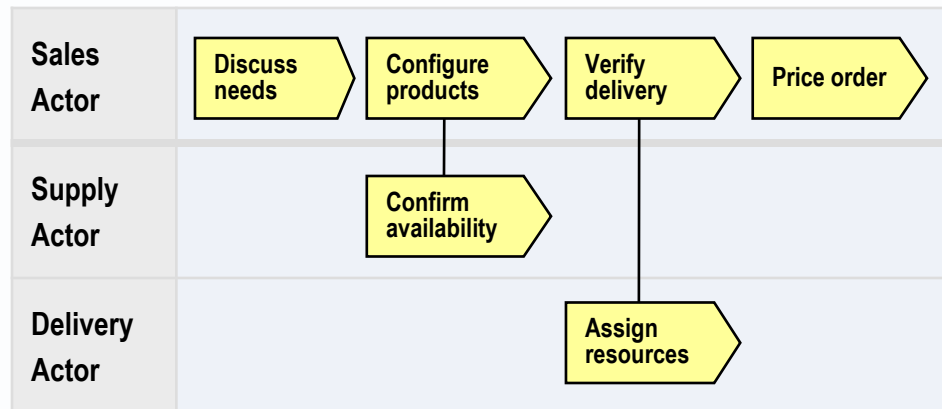 Sales
Actor
Discuss
needs
Configure
products
Verify
delivery
Price order
Supply
Actor
Confirm
availability
Delivery
Actor
Assign
resources